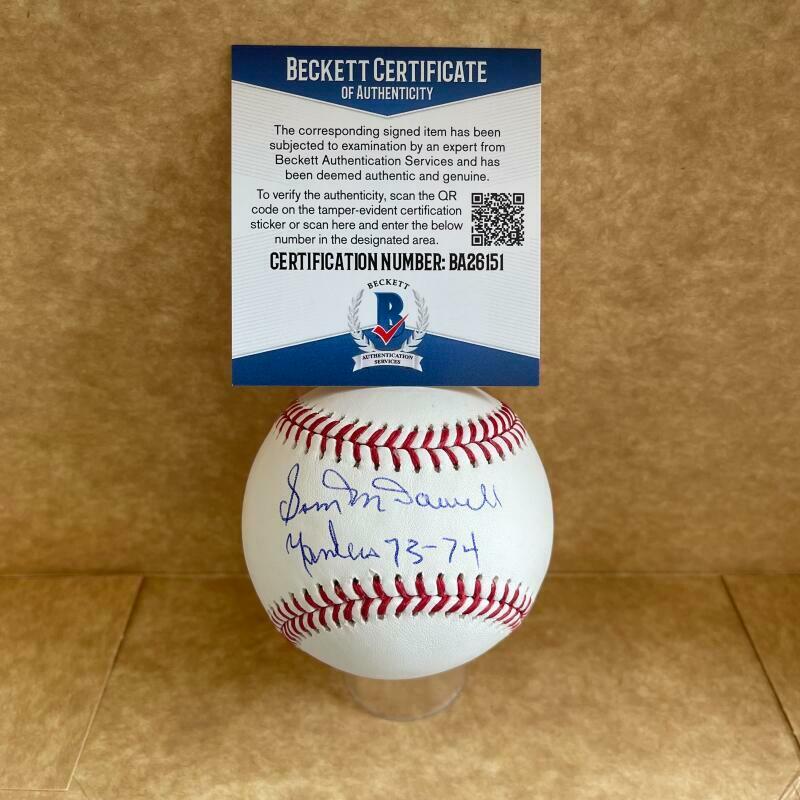 BECKETT CERTIFICATE
OF AUTHENTICITY
The corresponding signed item has been
subjected to examination by an expert from
Beckett Authentication Services and has
been deemed authentic and genuine.
To verify the authenticity, scan the QR
code on the tamper-evident certification
sticker or scan here and enter the below
number in the designated area.
CERTIFICATION NUMBER: BA26151
BECKETT
B
AUTHENTICATION
SERVICES
Sam McDowell
Yankees 73-74